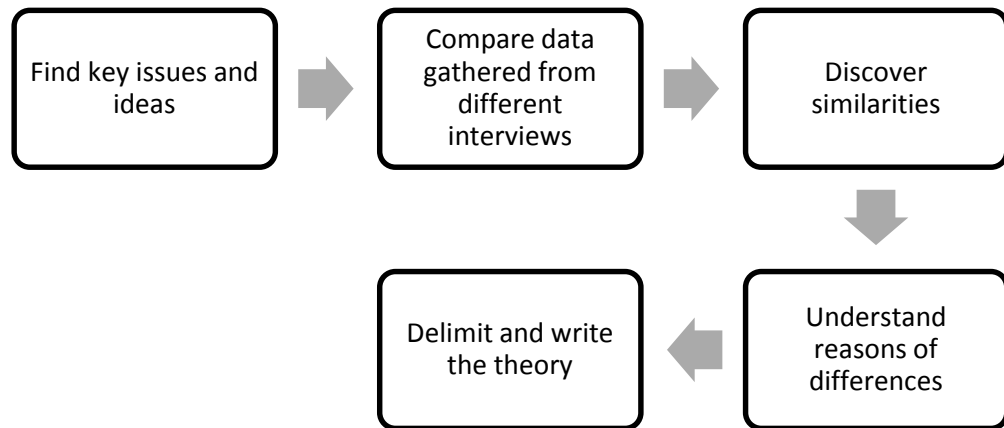 Find key issues and
ideas
Compare data
gathered from
different
interviews
Discover
similarities
Understand
reasons of
differences
Delimit and write
the theory